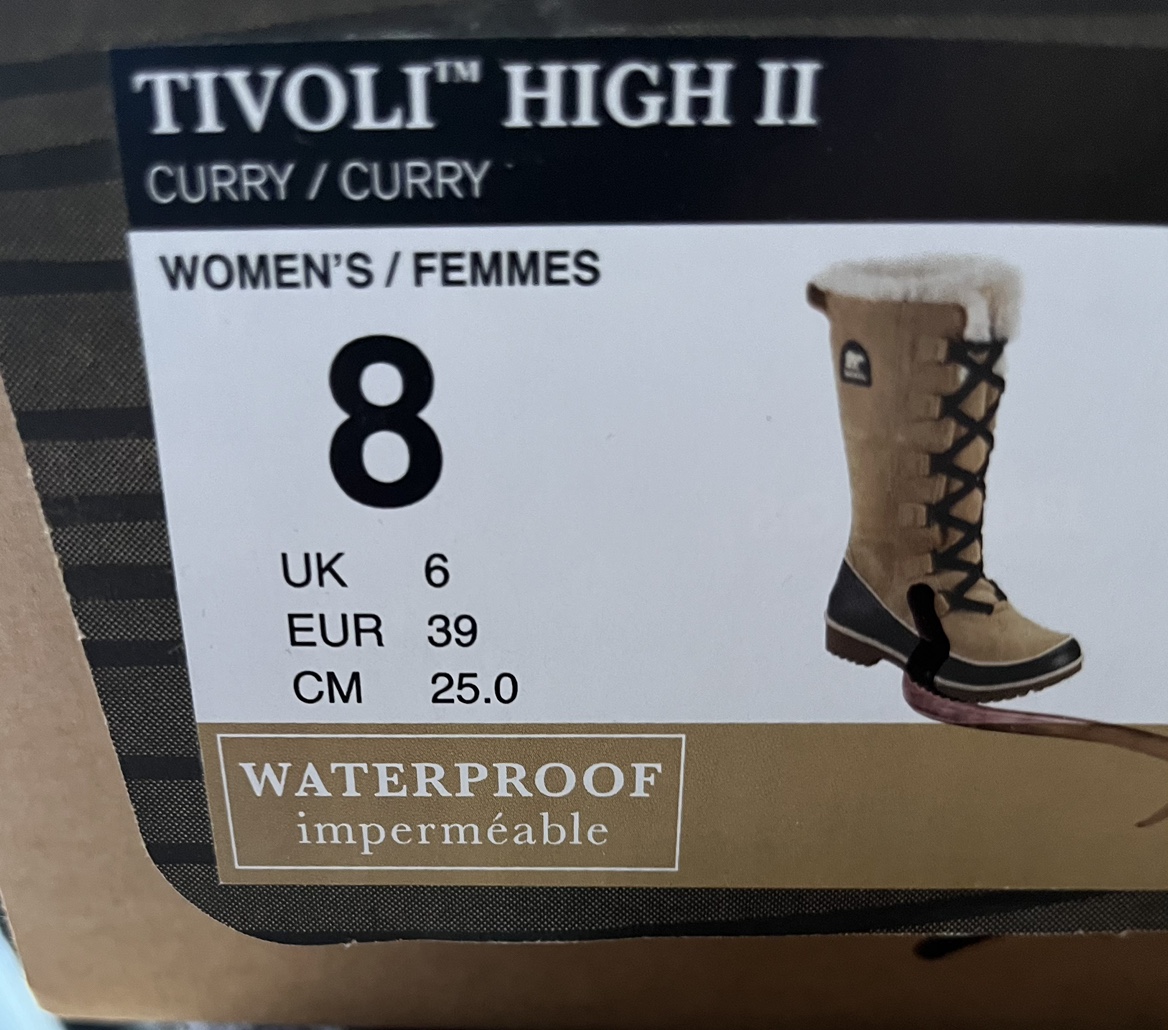 TIVOLI™ HIGH II
CURRY / CURRY
WOMEN'S / FEMMES
8
UK 6
EUR 39
CM 25.0
WATERPROOF
imperméable